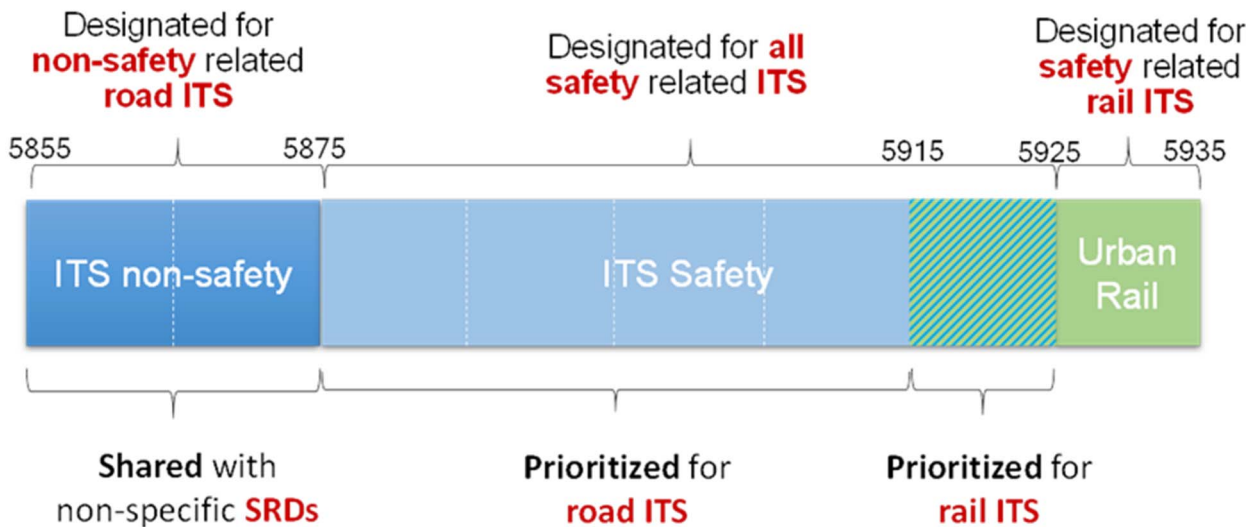 Designated for
non-safety related
road ITS
Designated for all
safety related ITS
Designated for
safety related
rail ITS
5855
5875
5915
5925
5935
ITS non-safety
ITS Safety
Urban
Rail
Shared with
non-specific SRDs
Prioritized for
road ITS
Prioritized for
rail ITS